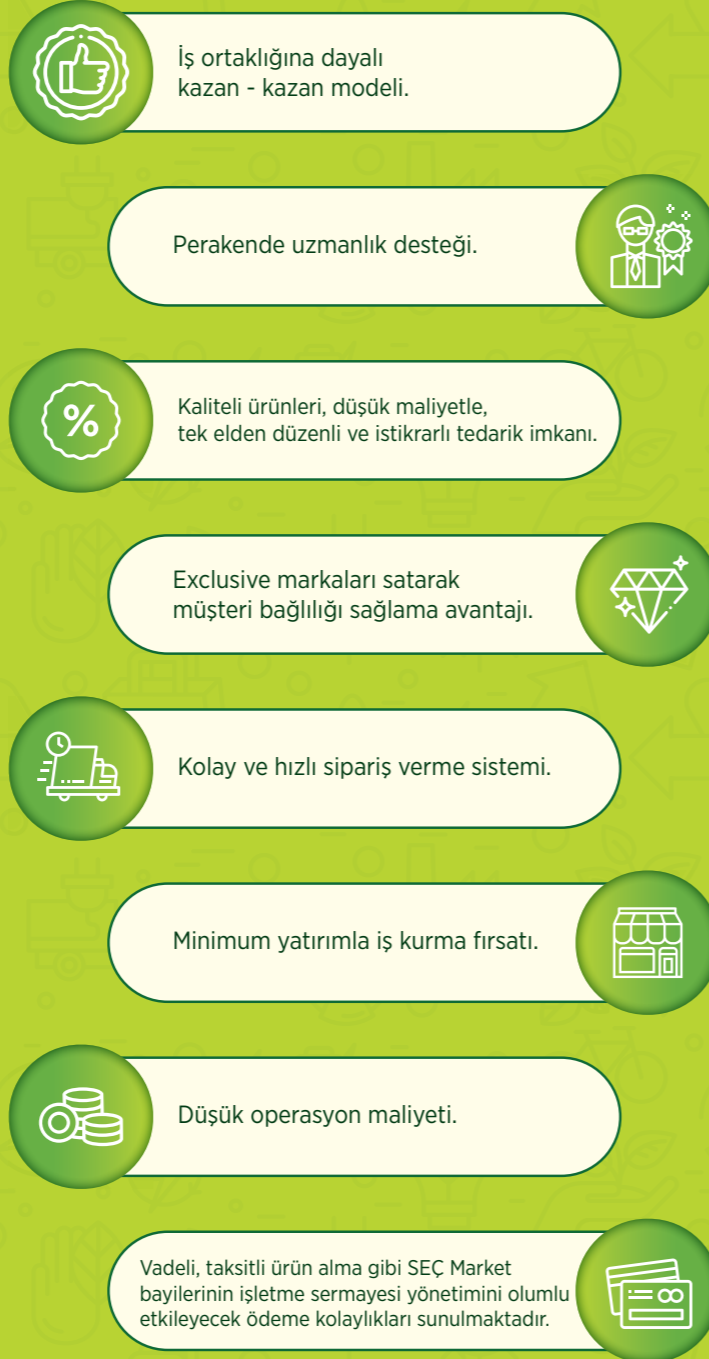 İş ortaklığına dayalı
kazan - kazan modeli.
Perakende uzmanlık desteği.
%
Kaliteli ürünleri, düşük maliyetle,
tek elden düzenli ve istikrarlı tedarik imkanı.
Exclusive markaları satarak
müşteri bağlılığı sağlama avantajı.
Kolay ve hızlı sipariş verme sistemi.
Minimum yatırımla iş kurma fırsatı.
Düşük operasyon maliyeti.
Vadeli, taksitli ürün alma gibi SEÇ Market
bayilerinin işletme sermayesi yönetimini olumlu
etkileyecek ödeme kolaylıkları sunulmaktadır.